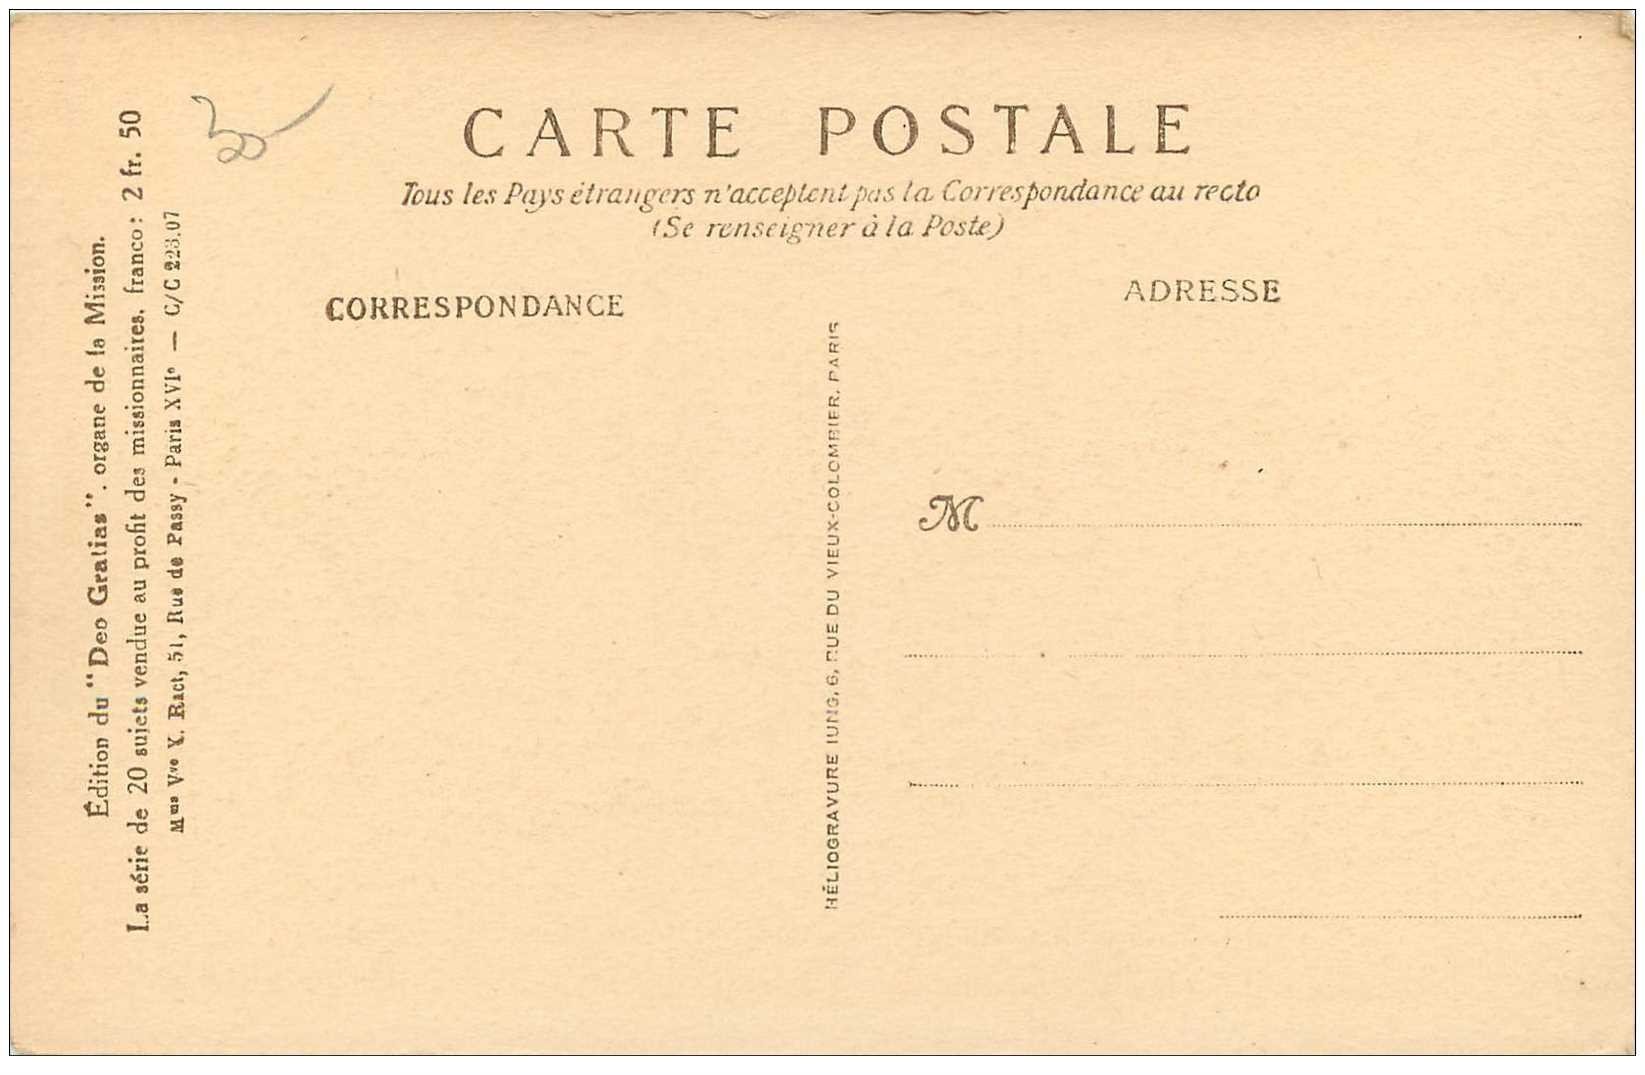 CARTE POSTALE
Tous les Pays étrangers n'acceptent pas la Correspondance au recto
(Se renseigner à la Poste)
CORRESPONDANCE
ADRESSE
M
Édition du "Deo Gratias". organe de la Mission.
La série de 20 sujets vendue au profit des missionnaires. franco : 2 fr. 50
Mme Vve X. Ract, 51, Rue de Passy - Paris XVIe — C/C 223.07
HÉLIOGRAVURE IUNG, 6, RUE DU VIEUX-COLOMBIER, PARIS